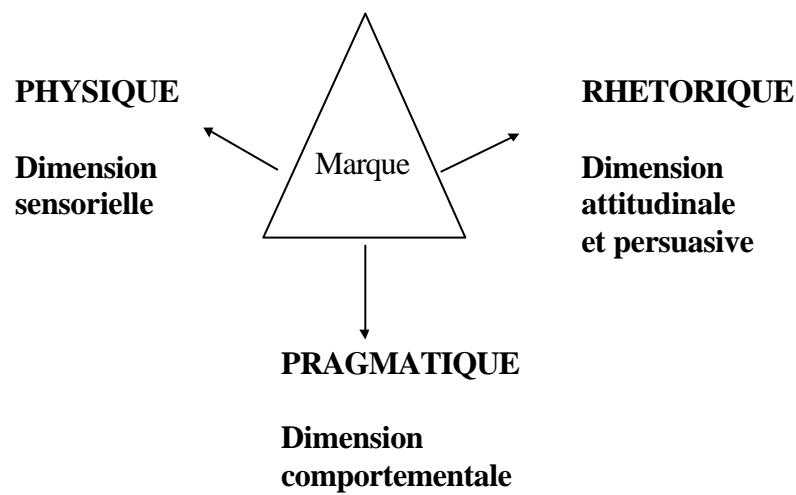 PHYSIQUE
Dimension
sensorielle
Marque
RHETORIQUE
Dimension
attitudinale
et persuasive
PRAGMATIQUE
Dimension
comportementale